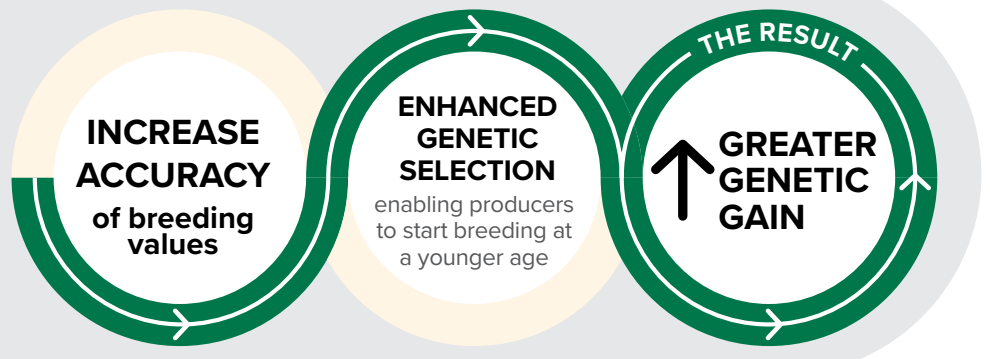 INCREASE
ACCURACY
of breeding
values
ENHANCED
GENETIC
SELECTION
enabling producers
to start breeding at
a younger age
THE RESULT
GREATER
GENETIC
GAIN